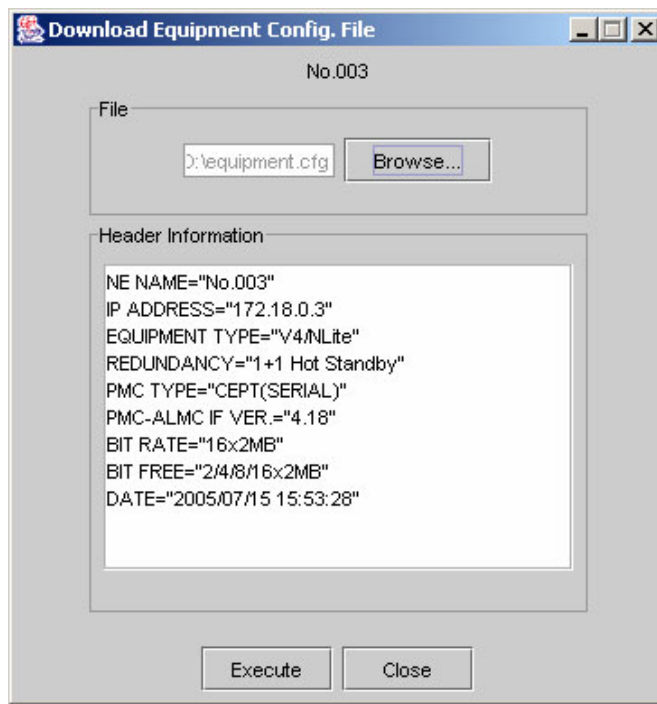 Download Equipment Config. File
No.003
File
:\equipment.cfg
Browse...
Header Information
NE NAME="No.003"
IP ADDRESS="172.18.0.3"
EQUIPMENT TYPE="V4/NLite"
REDUNDANCY="1+1 Hot Standby"
PMC TYPE="CEPT(SERIAL)"
PMC-ALMC IF VER.="4.18"
BIT RATE="16x2MB"
BIT FREE="2/4/8/16x2MB"
DATE="2005/07/15 15:53:28"
Execute
Close